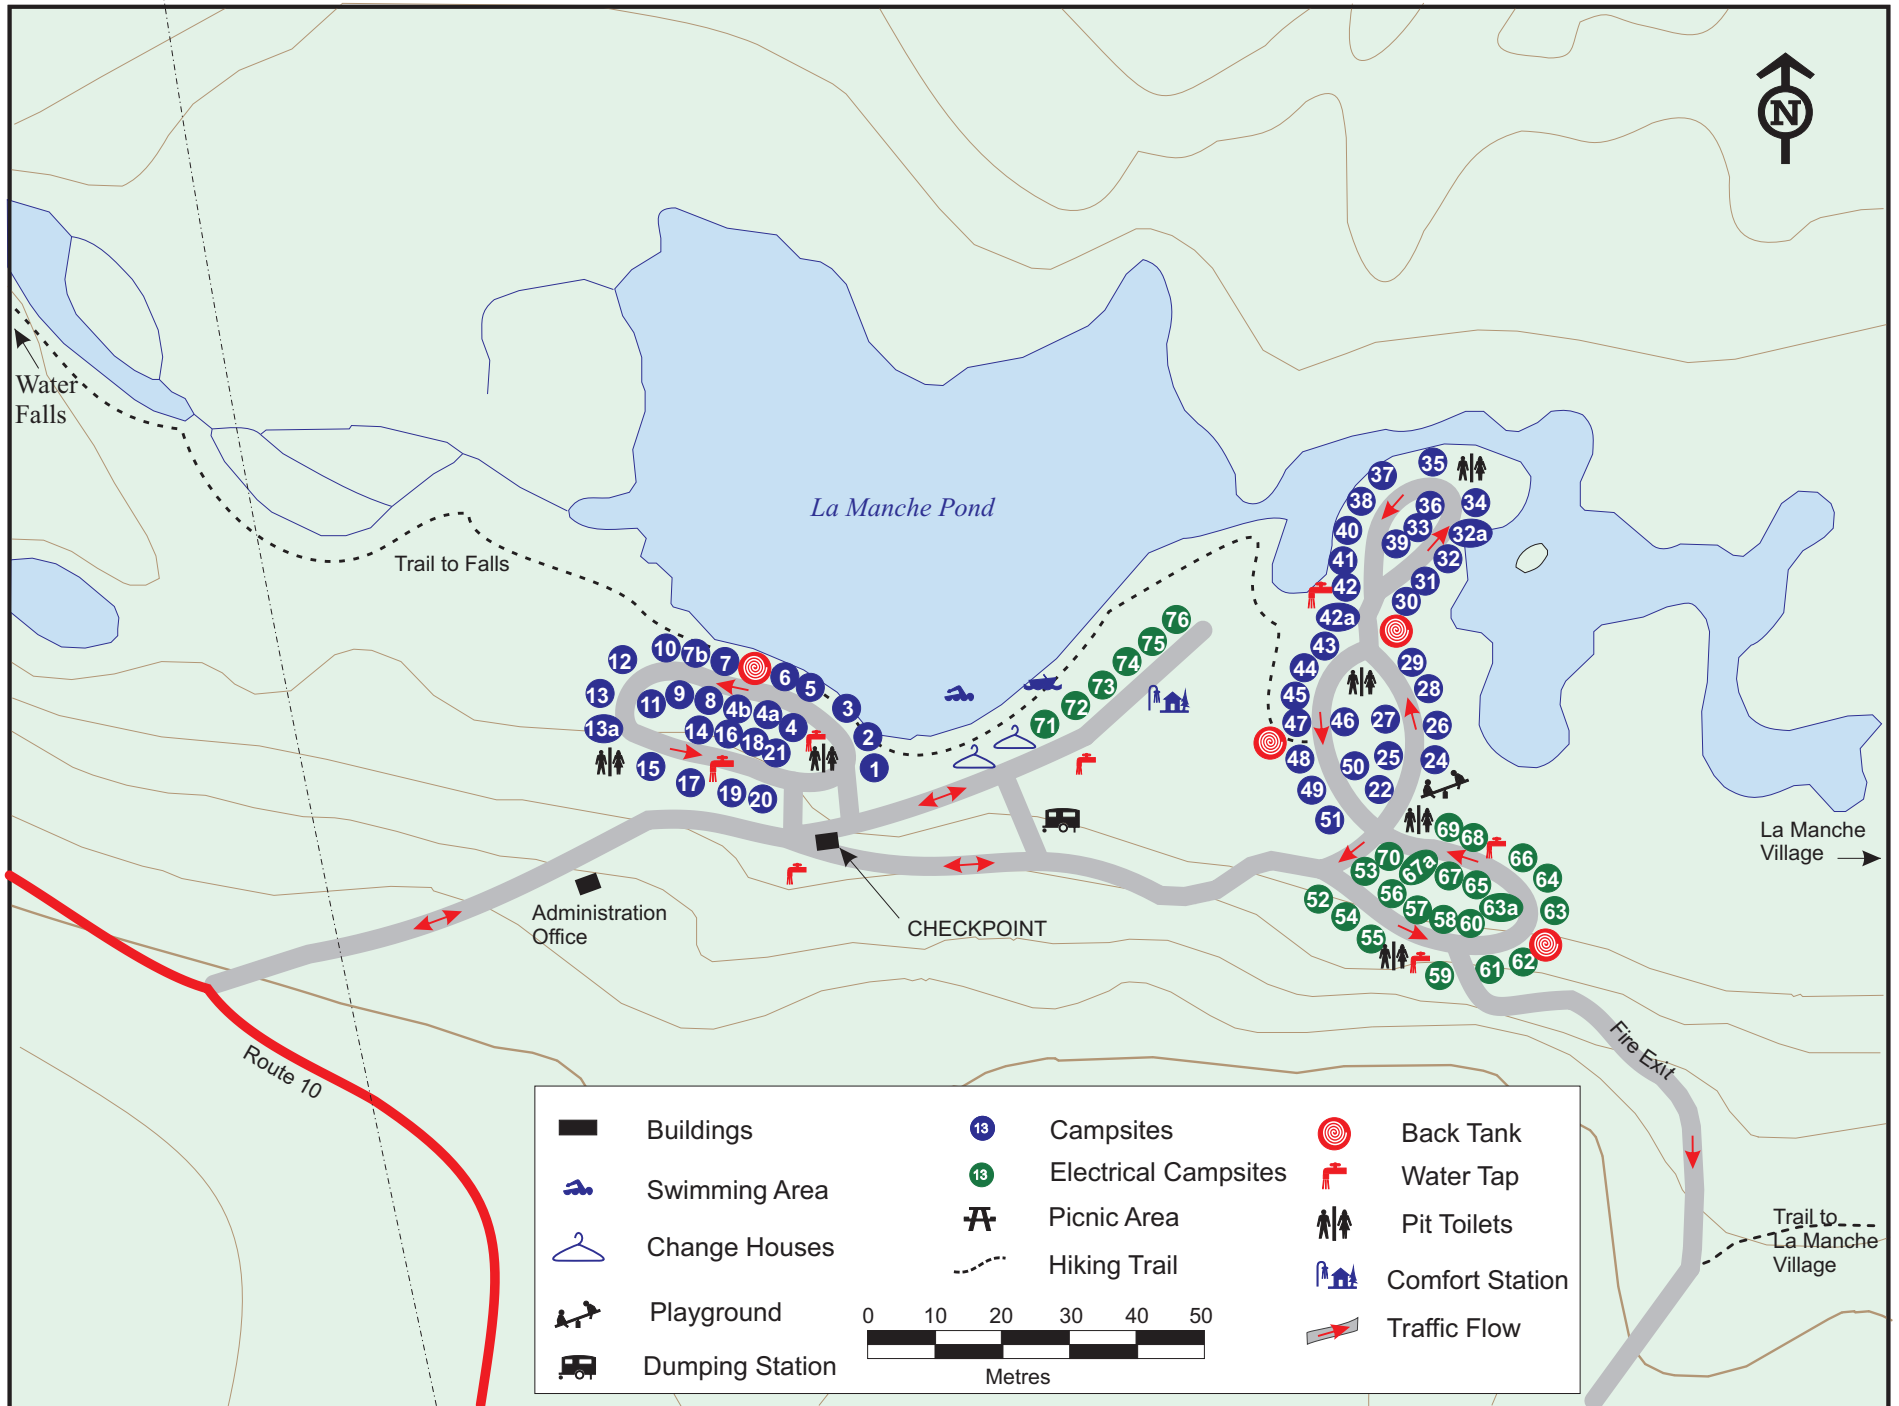 N
Water
Falls
La Manche Pond
Trail to Falls
35
37
38
36
34
33
32a
40
39
41
32
42
31
30
42a
43
29
44
28
45
47
46
27
26
48
50
25
24
49
22
51
76
75
74
73
72
71
10
7b
7
12
6
5
13
11
9
8
4b
4a
3
13a
14
16
18
4
2
21
1
15
17
19
20
69
68
70
66
53
67a
67
65
64
52
56
63a
63
54
57
58
60
55
59
61
62
La Manche
Village
Administration
Office
CHECKPOINT
Route 10
Fire Exit
Trail to
La Manche
Village
Buildings
Swimming Area
Change Houses
Playground
Dumping Station
13
Campsites
13
Electrical Campsites
Picnic Area
Hiking Trail
0 10 20 30 40 50
Metres
Back Tank
Water Tap
Pit Toilets
Comfort Station
Traffic Flow